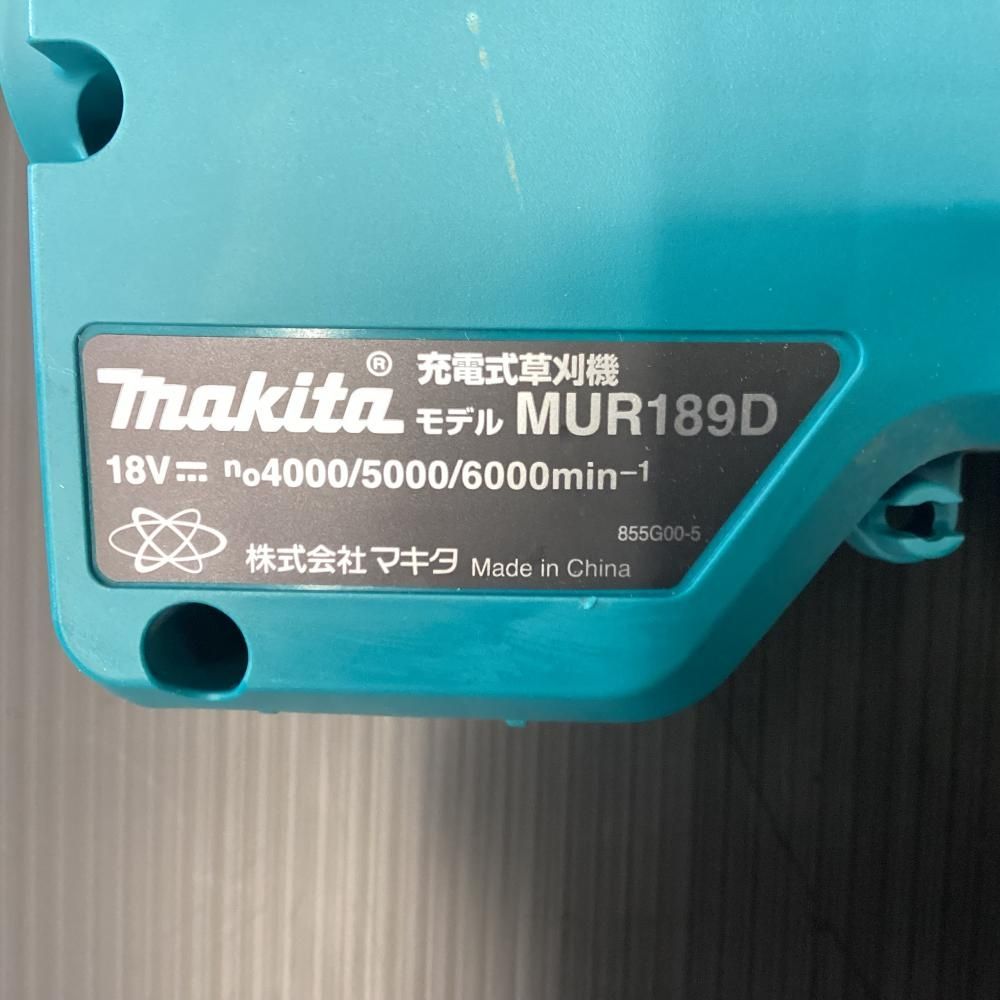 makita® 充電式草刈機
モデル MUR189D
18V⎓ n₀4000/5000/6000min⁻¹
855G00-5
株式会社マキタ Made in China